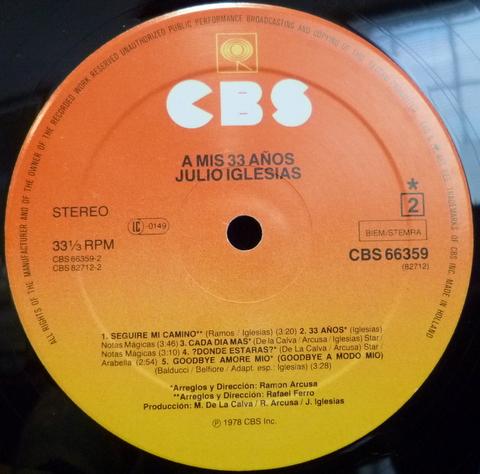 ALL RIGHTS OF THE MANUFACTURER AND OF THE OWNER OF THE RECORDED WORK RESERVED UNAUTHORIZED PUBLIC PERFORMANCE BROADCASTING AND COPYING OF
TRADEMARKS OF CBS INC. MADE IN HOLLAND
CBS
A MIS 33 AÑOS
JULIO IGLESIAS
*
2
STEREO
LC 0149
BIEM/STEMRA
33⅓ RPM
CBS 66359-2
CBS 82712-2
CBS 66359
(82712)
1. SEGUIRE MI CAMINO** (Ramos / Iglesias) (3:20) 2. 33 AÑOS* (Iglesias)
Notas Mágicas (3:46) 3. CADA DIA MAS* (De la Calva / Arcusa / Iglesias) Star /
Notas Mágicas (3:10) 4. ?DONDE ESTARAS?* (De La Calva / Arcusa / Iglesias) Star /
Arabella (2:54) 5. GOODBYE AMORE MIO* (GOODBYE A MODO MIO)
(Balducci / Belfiore / Adapt. esp.: Iglesias) (3:28)
*Arreglos y Dirección: Ramon Arcusa
**Arreglos y Dirección: Rafael Ferro
Producción: M. De La Calva / R. Arcusa / J. Iglesias
Ⓟ 1978 CBS Inc.